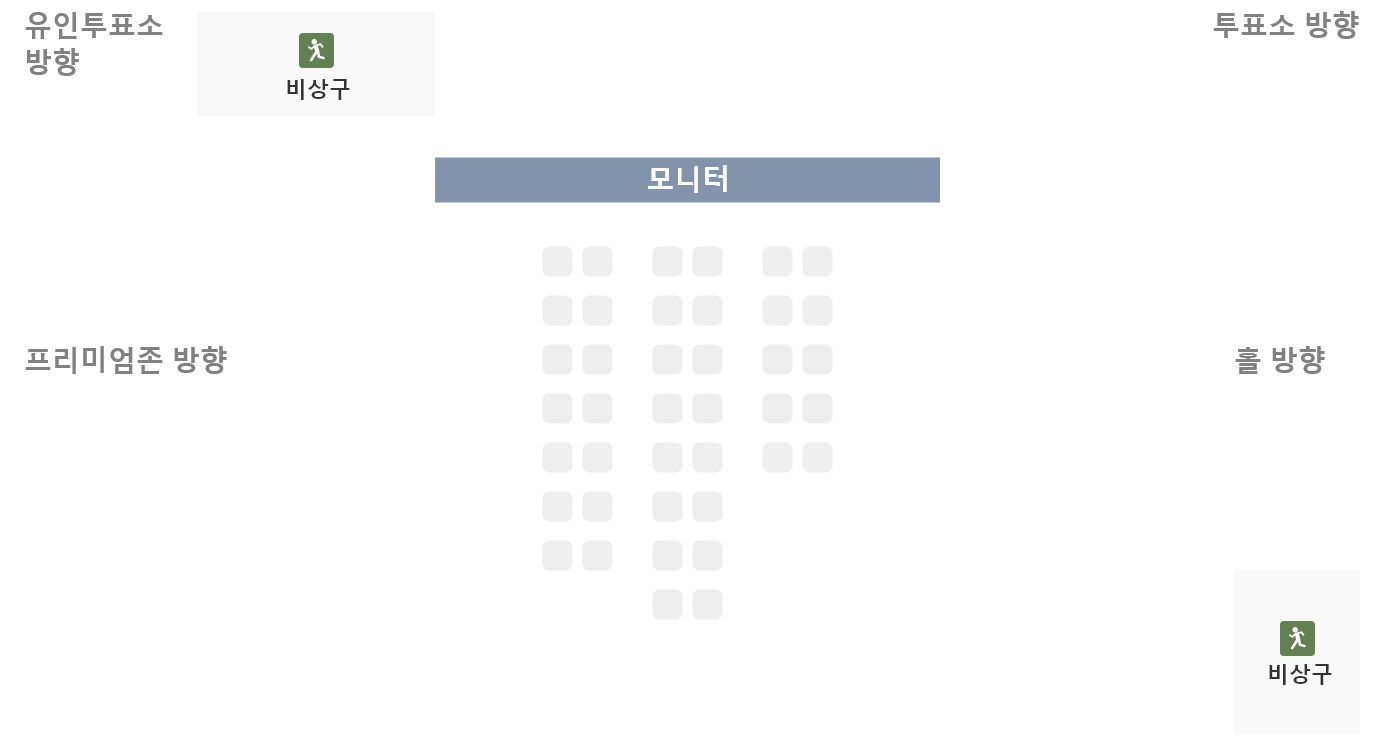 유인투표소
방향
비상구
투표소 방향
모니터
프리미엄존 방향
홀 방향
비상구